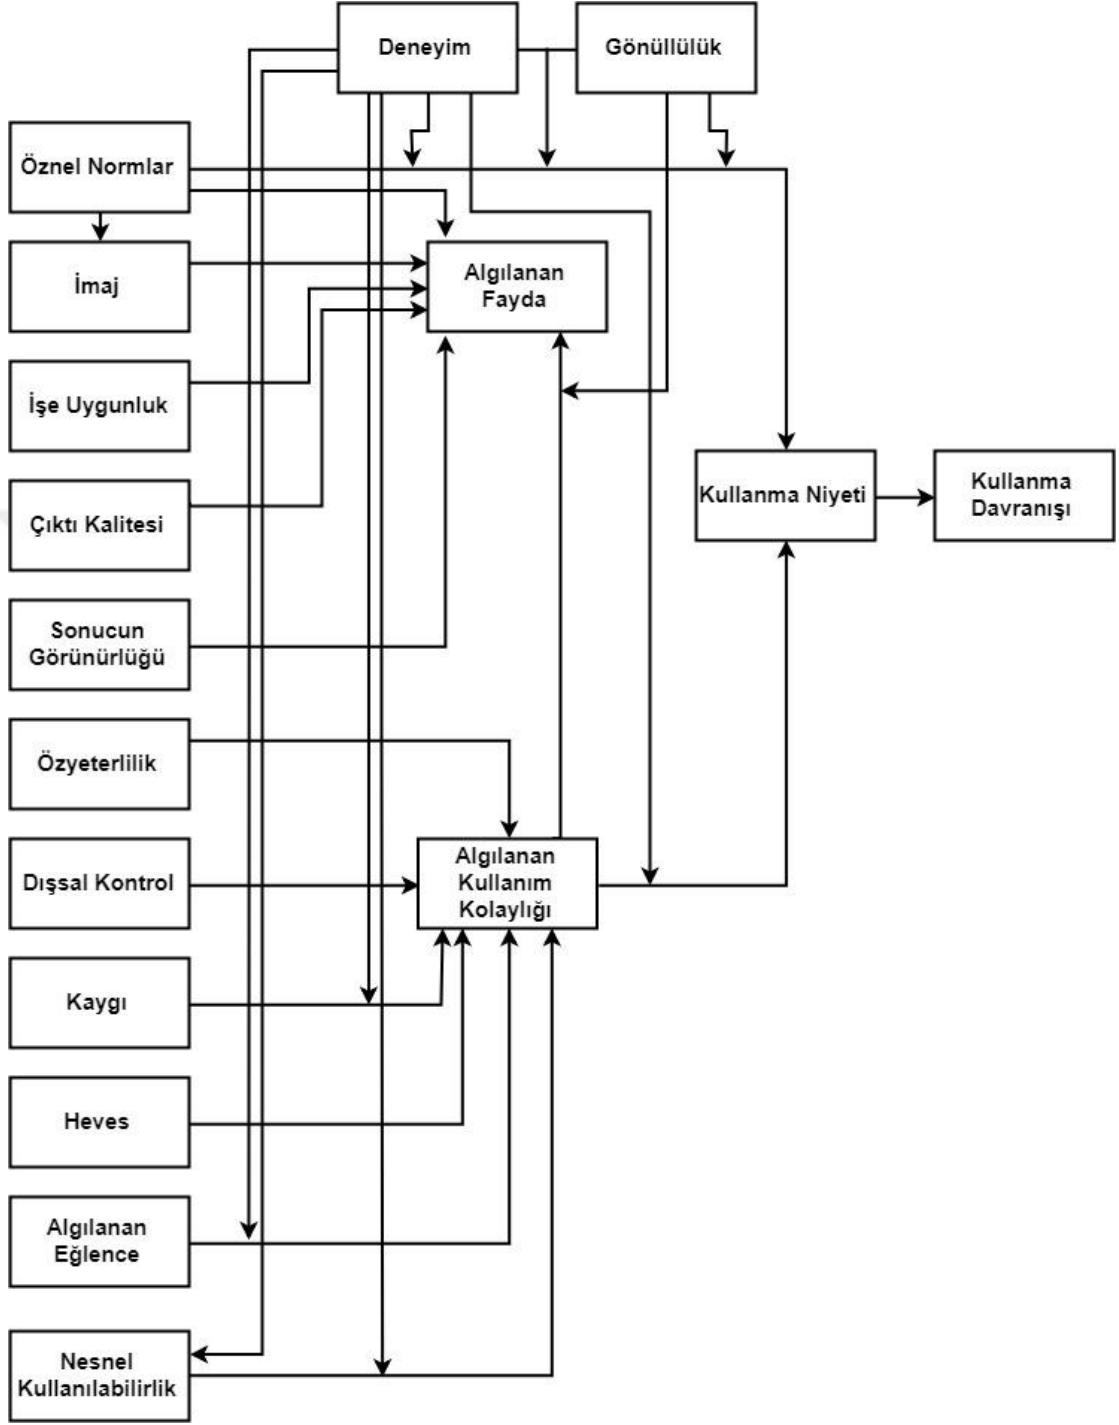 Deneyim
Gönüllülük
Öznel Normlar
İmaj
Algılanan
Fayda
İşe Uygunluk
Kullanma Niyeti
Kullanma
Davranışı
Çıktı Kalitesi
Sonucun
Görünürlüğü
Özyeterlilik
Dışsal Kontrol
Algılanan
Kullanım
Kolaylığı
Kaygı
Heves
Algılanan
Eğlence
Nesnel
Kullanılabilirlik